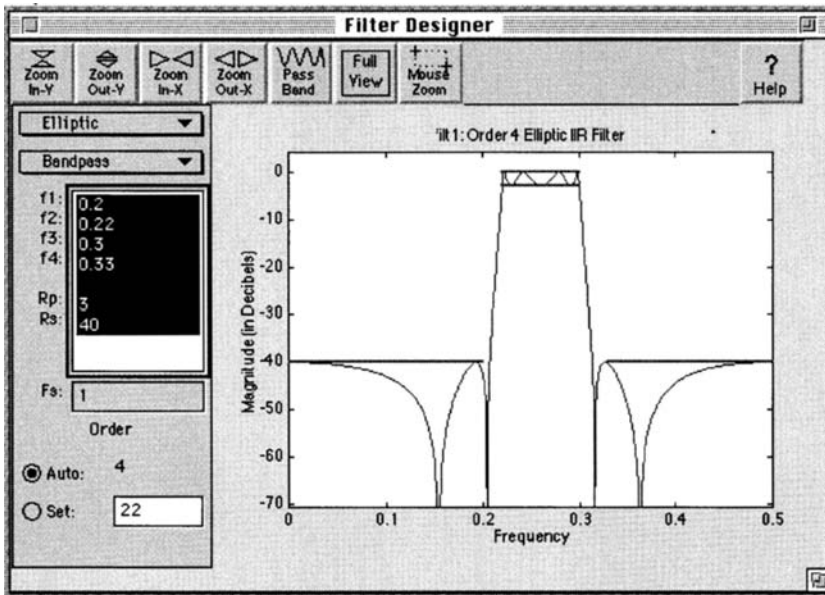 Filter Designer
Zoom In-Y
Zoom Out-Y
Zoom In-X
Zoom Out-X
Pass Band
Full View
Mouse Zoom
? Help
Elliptic
Bandpass
f1: 0.2
f2: 0.22
f3: 0.3
f4: 0.33
Rp: 3
Rs: 40
Fs: 1
Order
Auto: 4
Set: 22
ilt1: Order 4 Elliptic IIR Filter
Magnitude (in Decibels)
0
-10
-20
-30
-40
-50
-60
-70
0 0.1 0.2 0.3 0.4 0.5
Frequency